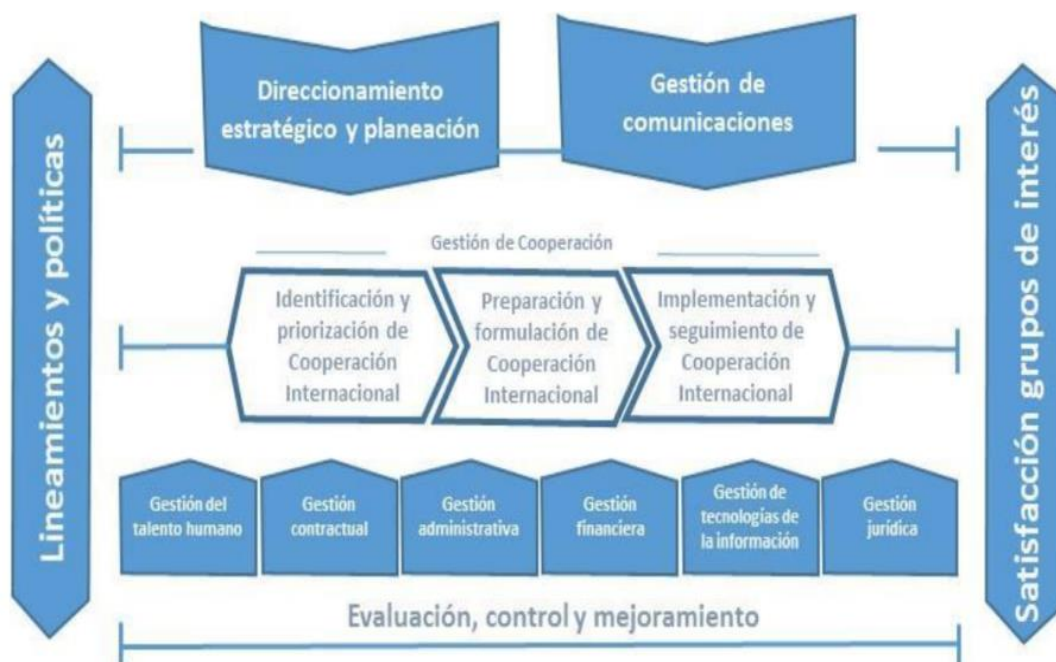 Lineamientos y políticas
Direccionamiento
estratégico y planeación
Gestión de
comunicaciones
Gestión de Cooperación
Identificación y
priorización de
Cooperación
Internacional
Preparación y
formulación de
Cooperación
Internacional
Implementación y
seguimiento de
Cooperación
Internacional
Gestión del
talento humano
Gestión
contractual
Gestión
administrativa
Gestión
financiera
Gestión de
tecnologías de
la información
Gestión
jurídica
Evaluación, control y mejoramiento
Satisfacción grupos de interés